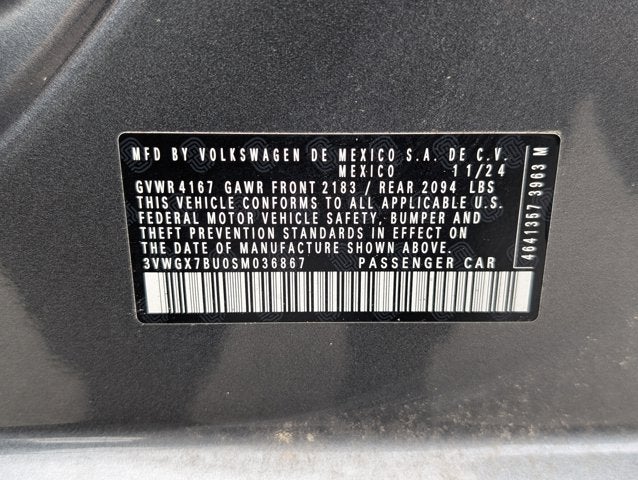 MFD BY VOLKSWAGEN DE MEXICO S.A. DE C.V.
MEXICO 11/24
GVWR 4167 GAWR FRONT 2183 / REAR 2094 LBS
THIS VEHICLE CONFORMS TO ALL APPLICABLE U.S.
FEDERAL MOTOR VEHICLE SAFETY, BUMPER AND
THEFT PREVENTION STANDARDS IN EFFECT ON
THE DATE OF MANUFACTURE SHOWN ABOVE.
3VWGX7BU0SM036867 PASSENGER CAR
4641357 3963 M